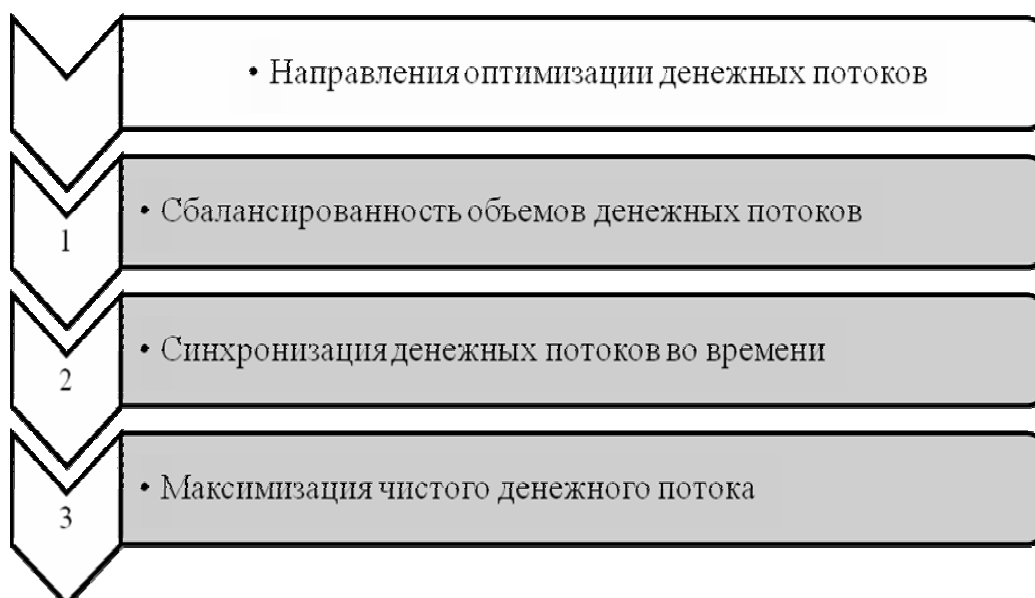 • Направления оптимизации денежных потоков
1
• Сбалансированность объемов денежных потоков
2
• Синхронизация денежных потоков во времени
3
• Максимизация чистого денежного потока